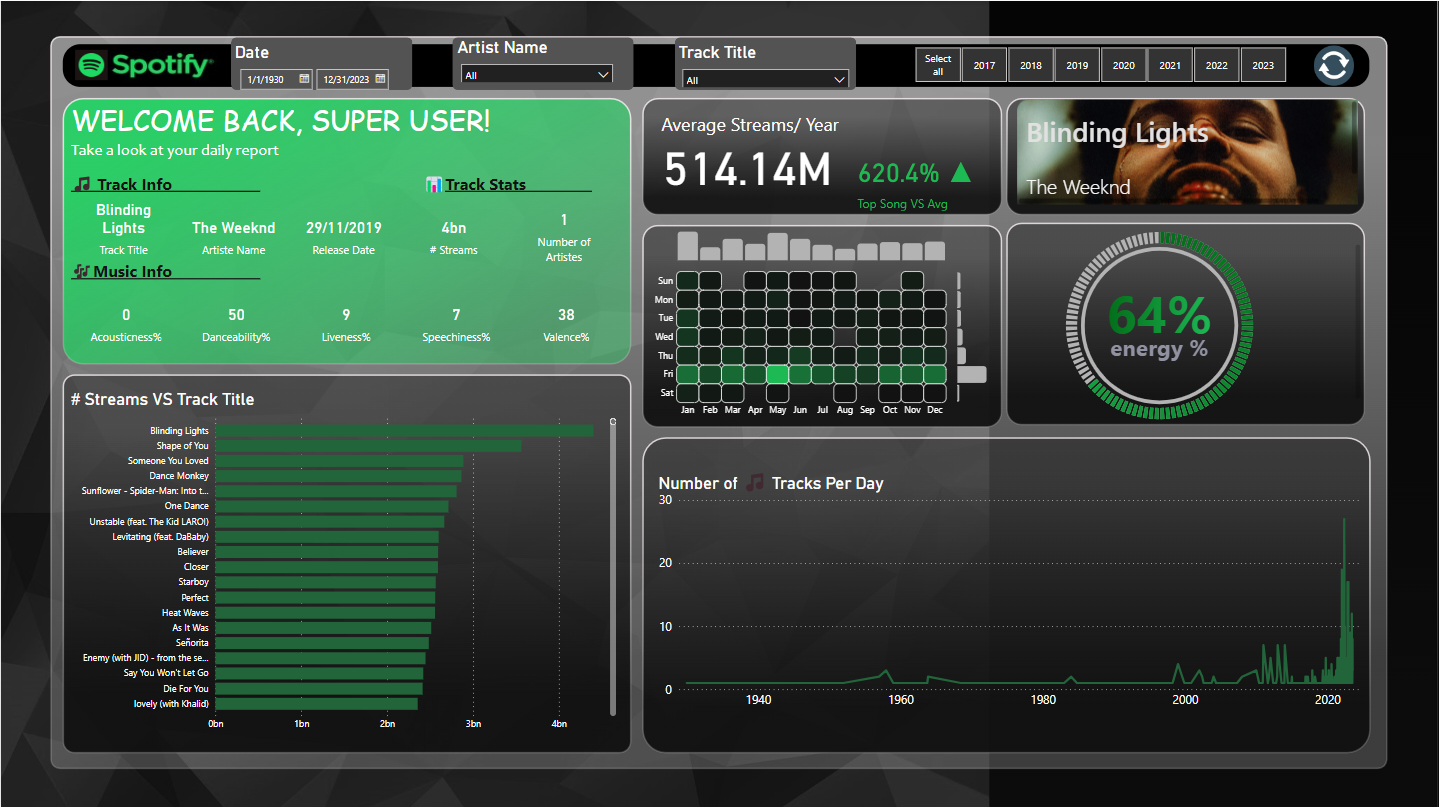 Spotify
Date
1/1/1930
12/31/2023
Artist Name
All
Track Title
All
Select
all
2017
2018
2019
2020
2021
2022
2023
WELCOME BACK, SUPER USER!
Take a look at your daily report
Track Info
Track Stats
Blinding
Lights
The Weeknd
29/11/2019
4bn
1
Track Title
Artiste Name
Release Date
# Streams
Number of
Artistes
Music Info
0
50
9
7
38
Acousticness%
Danceability%
Liveness%
Speechiness%
Valence%
Average Streams/ Year
514.14M
620.4% ▲
Top Song VS Avg
Blinding Lights
The Weeknd
Sun
Mon
Tue
Wed
Thu
Fri
Sat
Jan
Feb
Mar
Apr
May
Jun
Jul
Aug
Sep
Oct
Nov
Dec
64%
energy %
# Streams VS Track Title
Blinding Lights
Shape of You
Someone You Loved
Dance Monkey
Sunflower - Spider-Man: Into t...
One Dance
Unstable (feat. The Kid LAROI)
Levitating (feat. DaBaby)
Believer
Closer
Starboy
Perfect
Heat Waves
As It Was
Señorita
Enemy (with JID) - from the se...
Say You Won't Let Go
Die For You
lovely (with Khalid)
0bn
1bn
2bn
3bn
4bn
Number of Tracks Per Day
30
20
10
0
1940
1960
1980
2000
2020